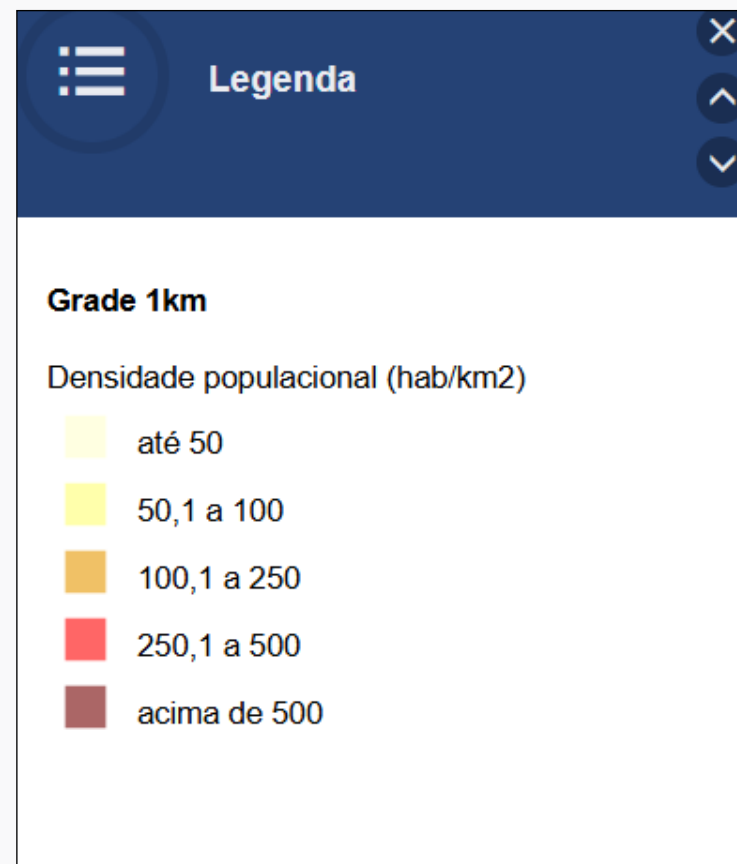 Legenda
Grade 1km
Densidade populacional (hab/km2)
até 50
50,1 a 100
100,1 a 250
250,1 a 500
acima de 500